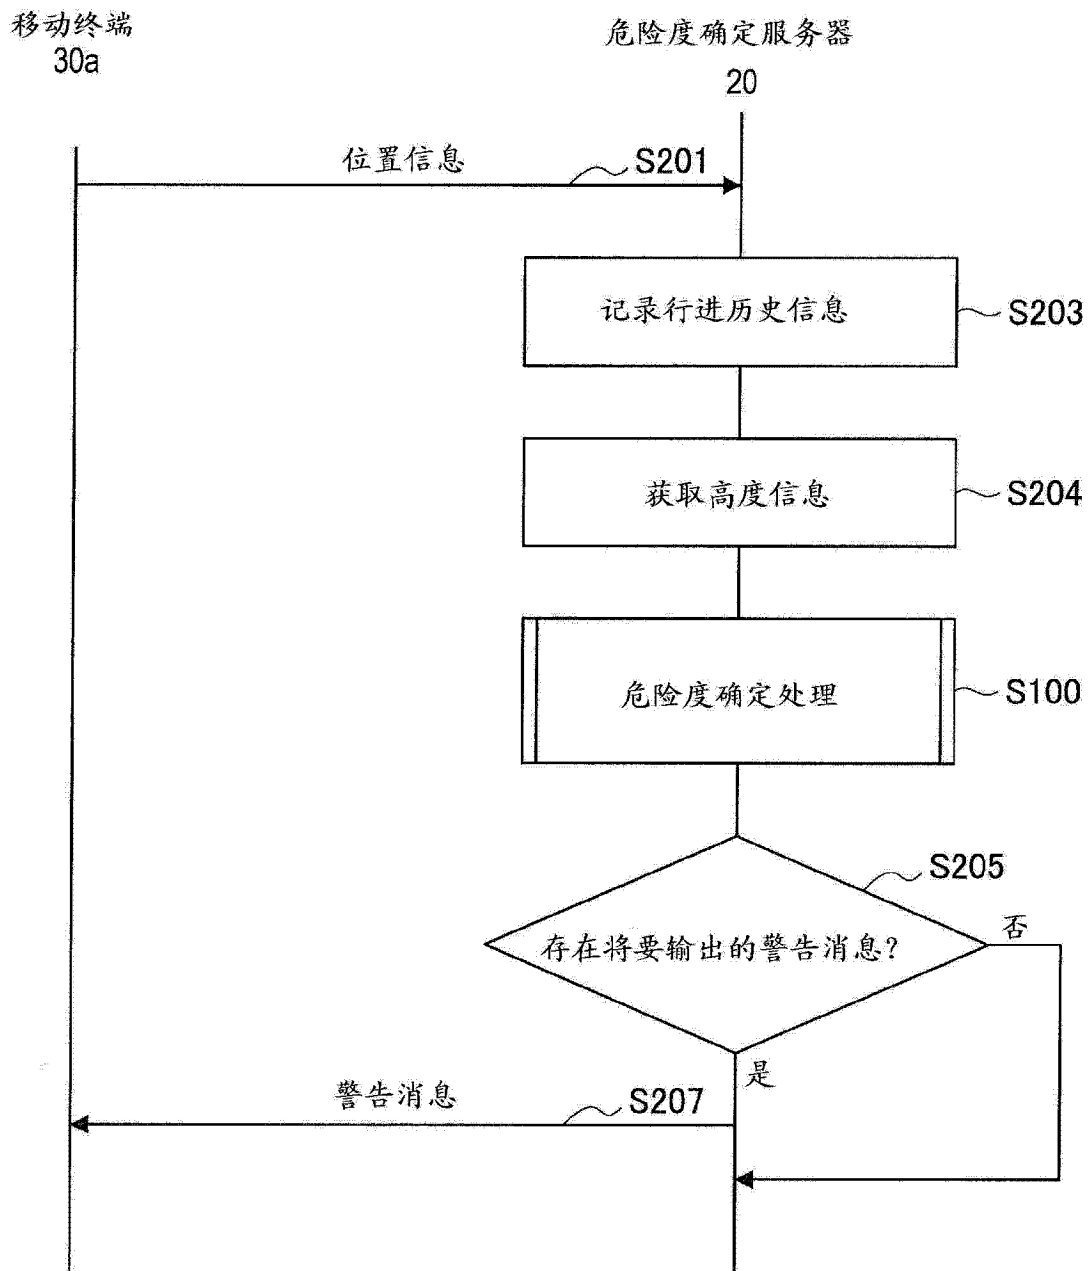 移动终端
30a
危险度确定服务器
20
位置信息
S201
记录行进历史信息
S203
获取高度信息
S204
危险度确定处理
S100
S205
存在将要输出的警告消息?
否
是
警告消息
S207